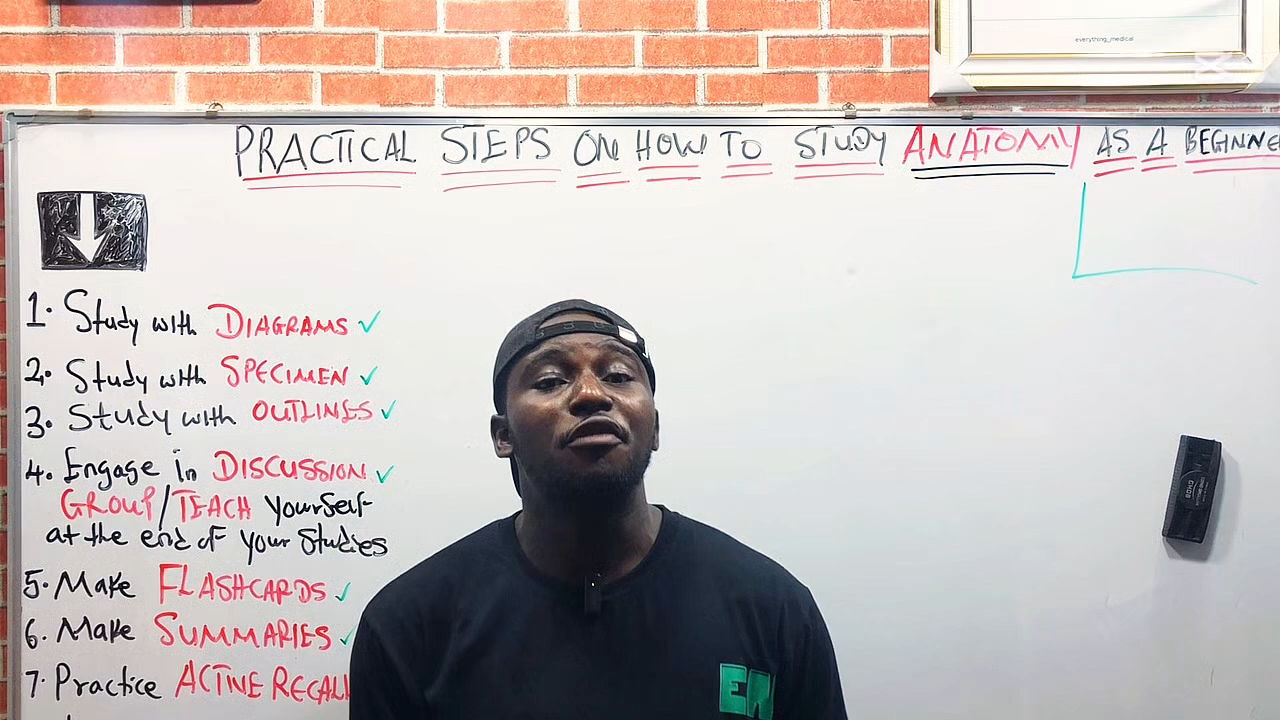 everything_medical
PRACTICAL STEPS ON HOW TO STUDY ANATOMY AS A BEGINNE
1. Study with DIAGRAMS ✓
2. Study with SPECIMEN ✓
3. Study with OUTLINES ✓
4. Engage in DISCUSSION ✓
GROUP/TEACH yourself
at the end of your studies
5. Make FLASHCARDS ✓
6. Make SUMMARIES ✓
7. Practice ACTIVE RECALL
EM